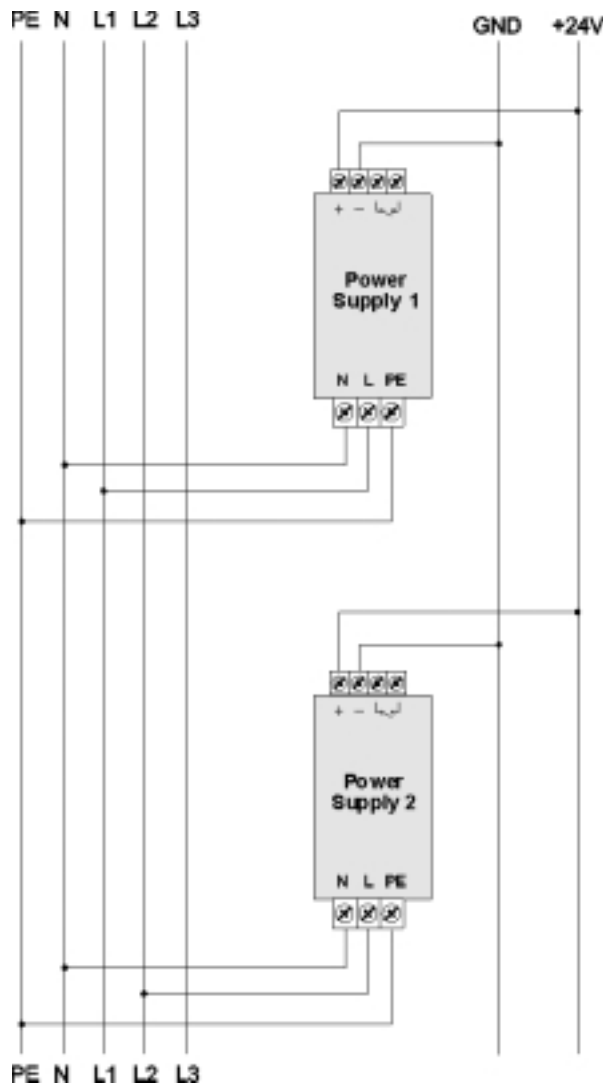 PE N L1 L2 L3 GND +24V
+ −
Power
Supply 1
N L PE
+ −
Power
Supply 2
N L PE
PE N L1 L2 L3